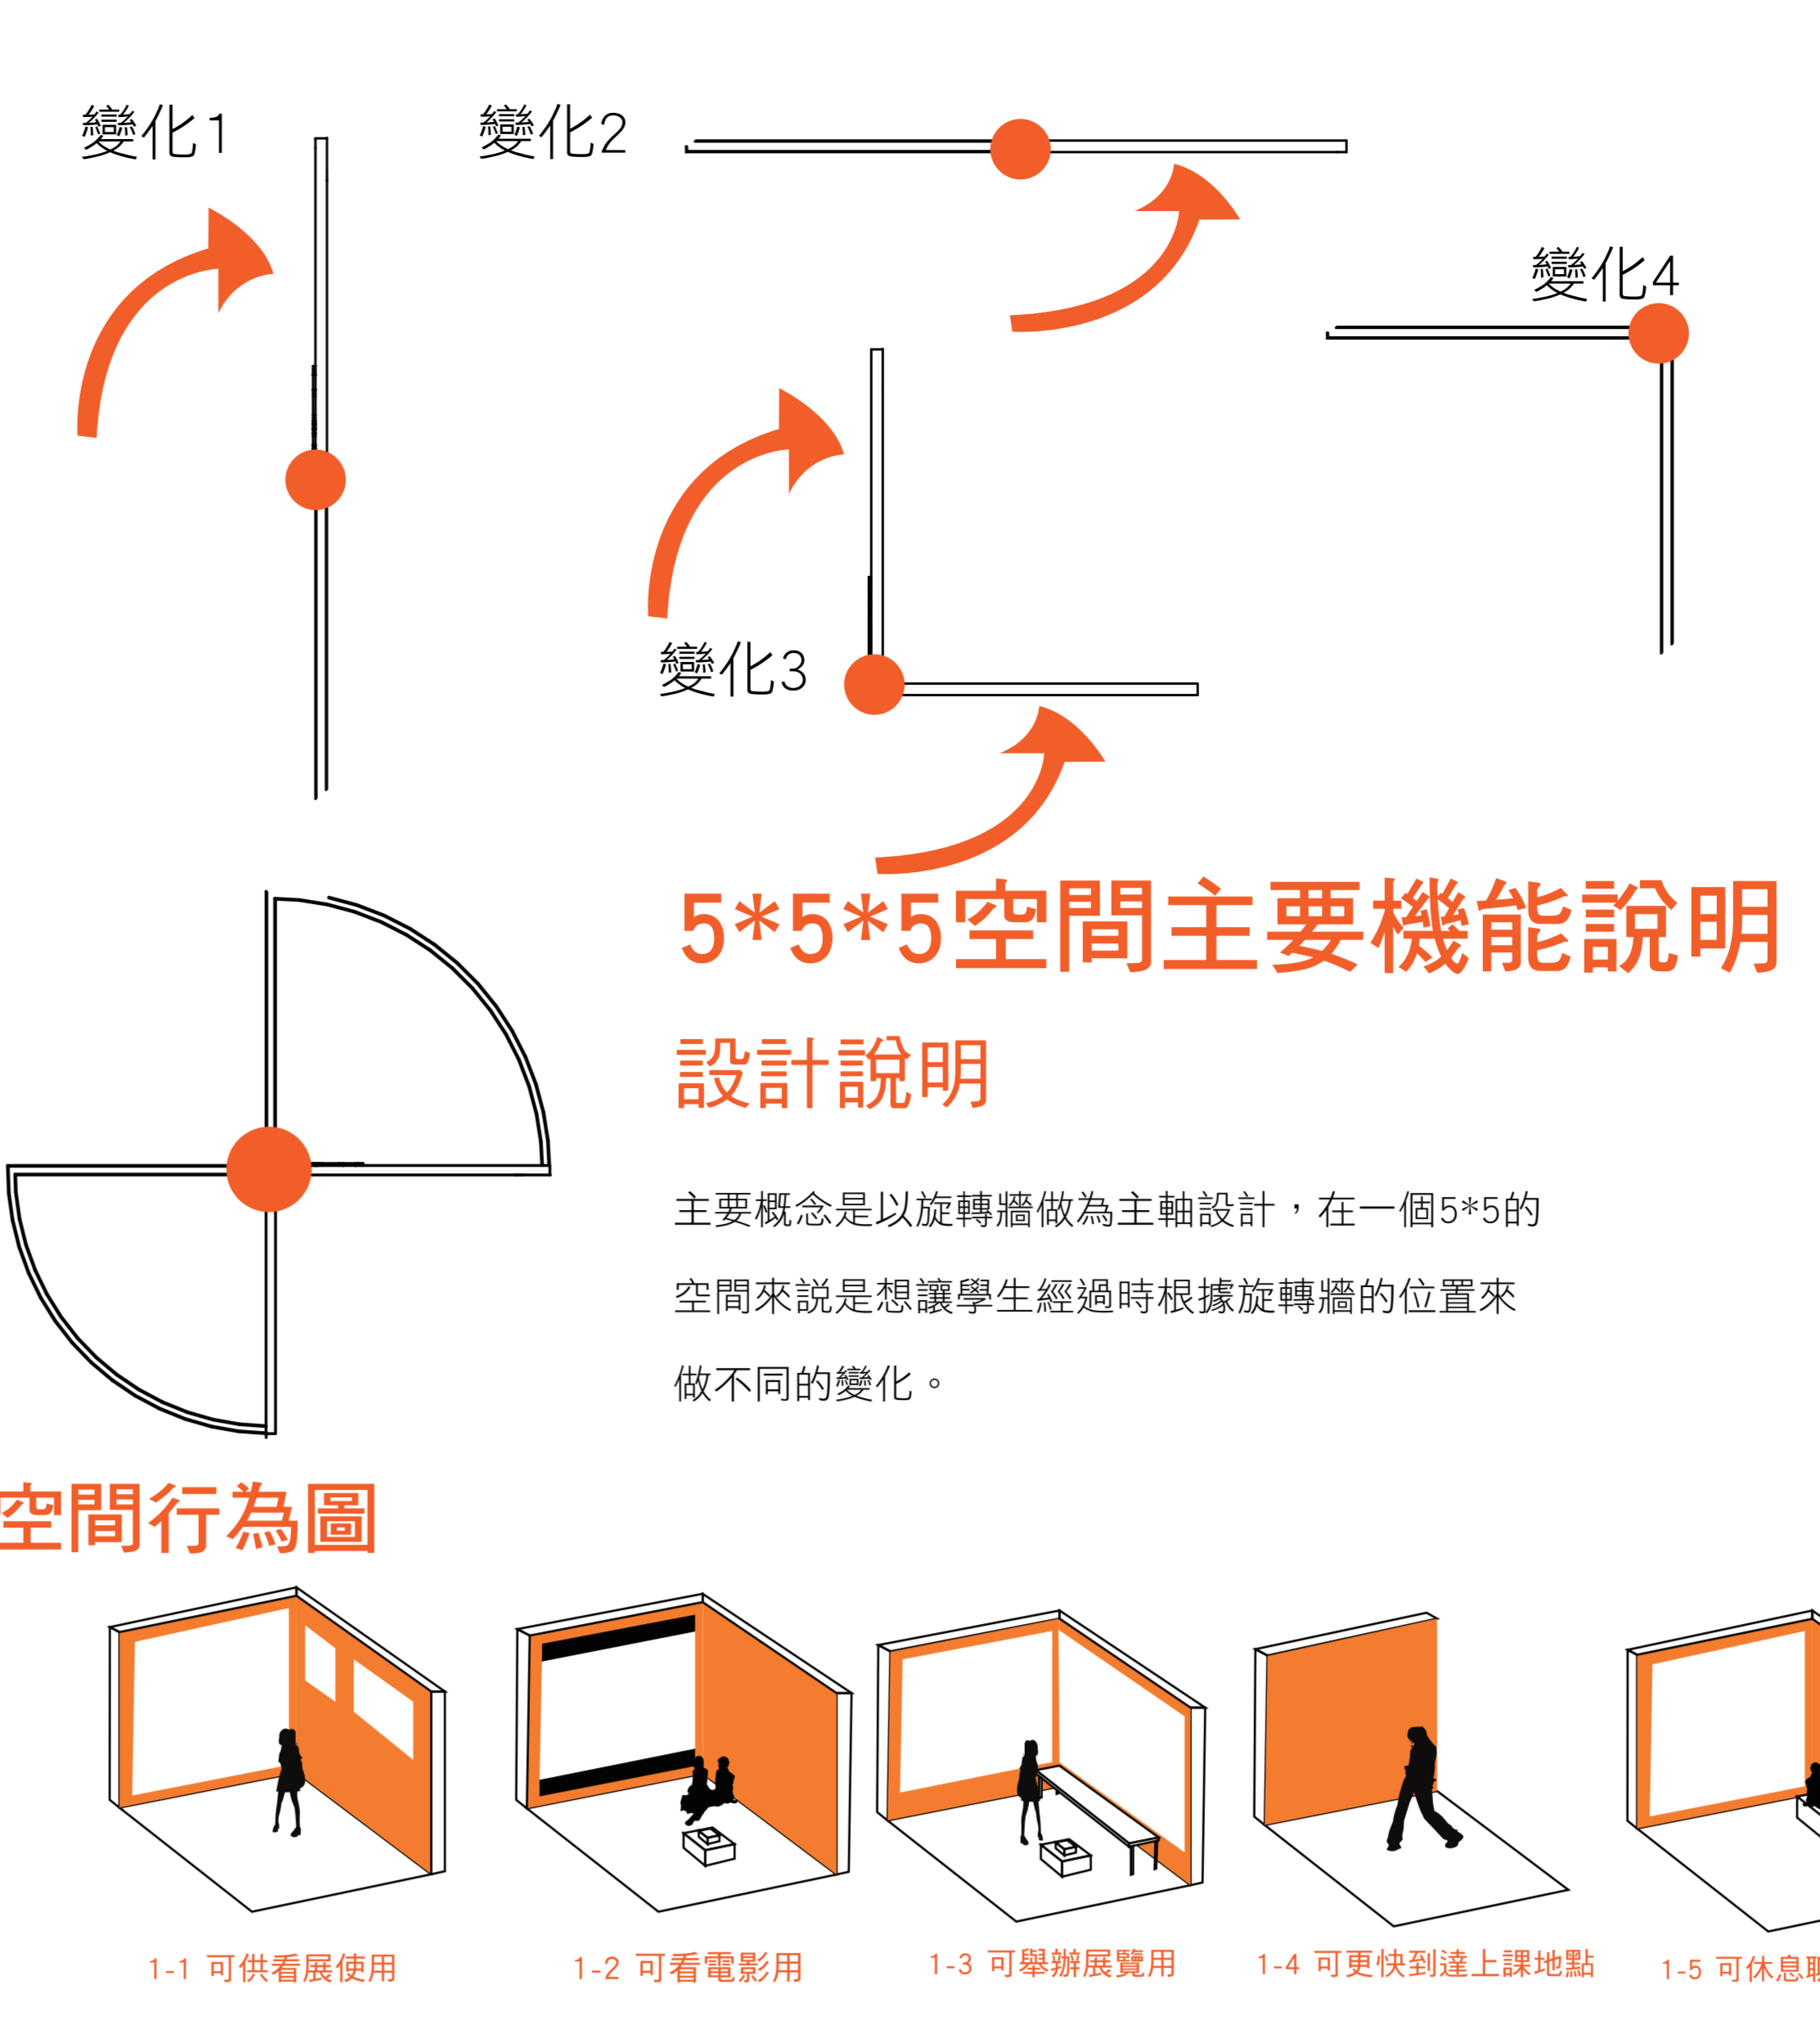 變化1
變化2
變化4
變化3
5*5*5空間主要機能説明
設計説明
主要概念是以旋轉牆做為主軸設計，在一個5*5的
空間來説是想讓學生經過時根據旋轉牆的位置來
做不同的變化。
空間行為圖
1-1 可供看展使用
1-2 可看電影用
1-3 可舉辦展覽用
1-4 可更快到達上課地點
1-5 可休息